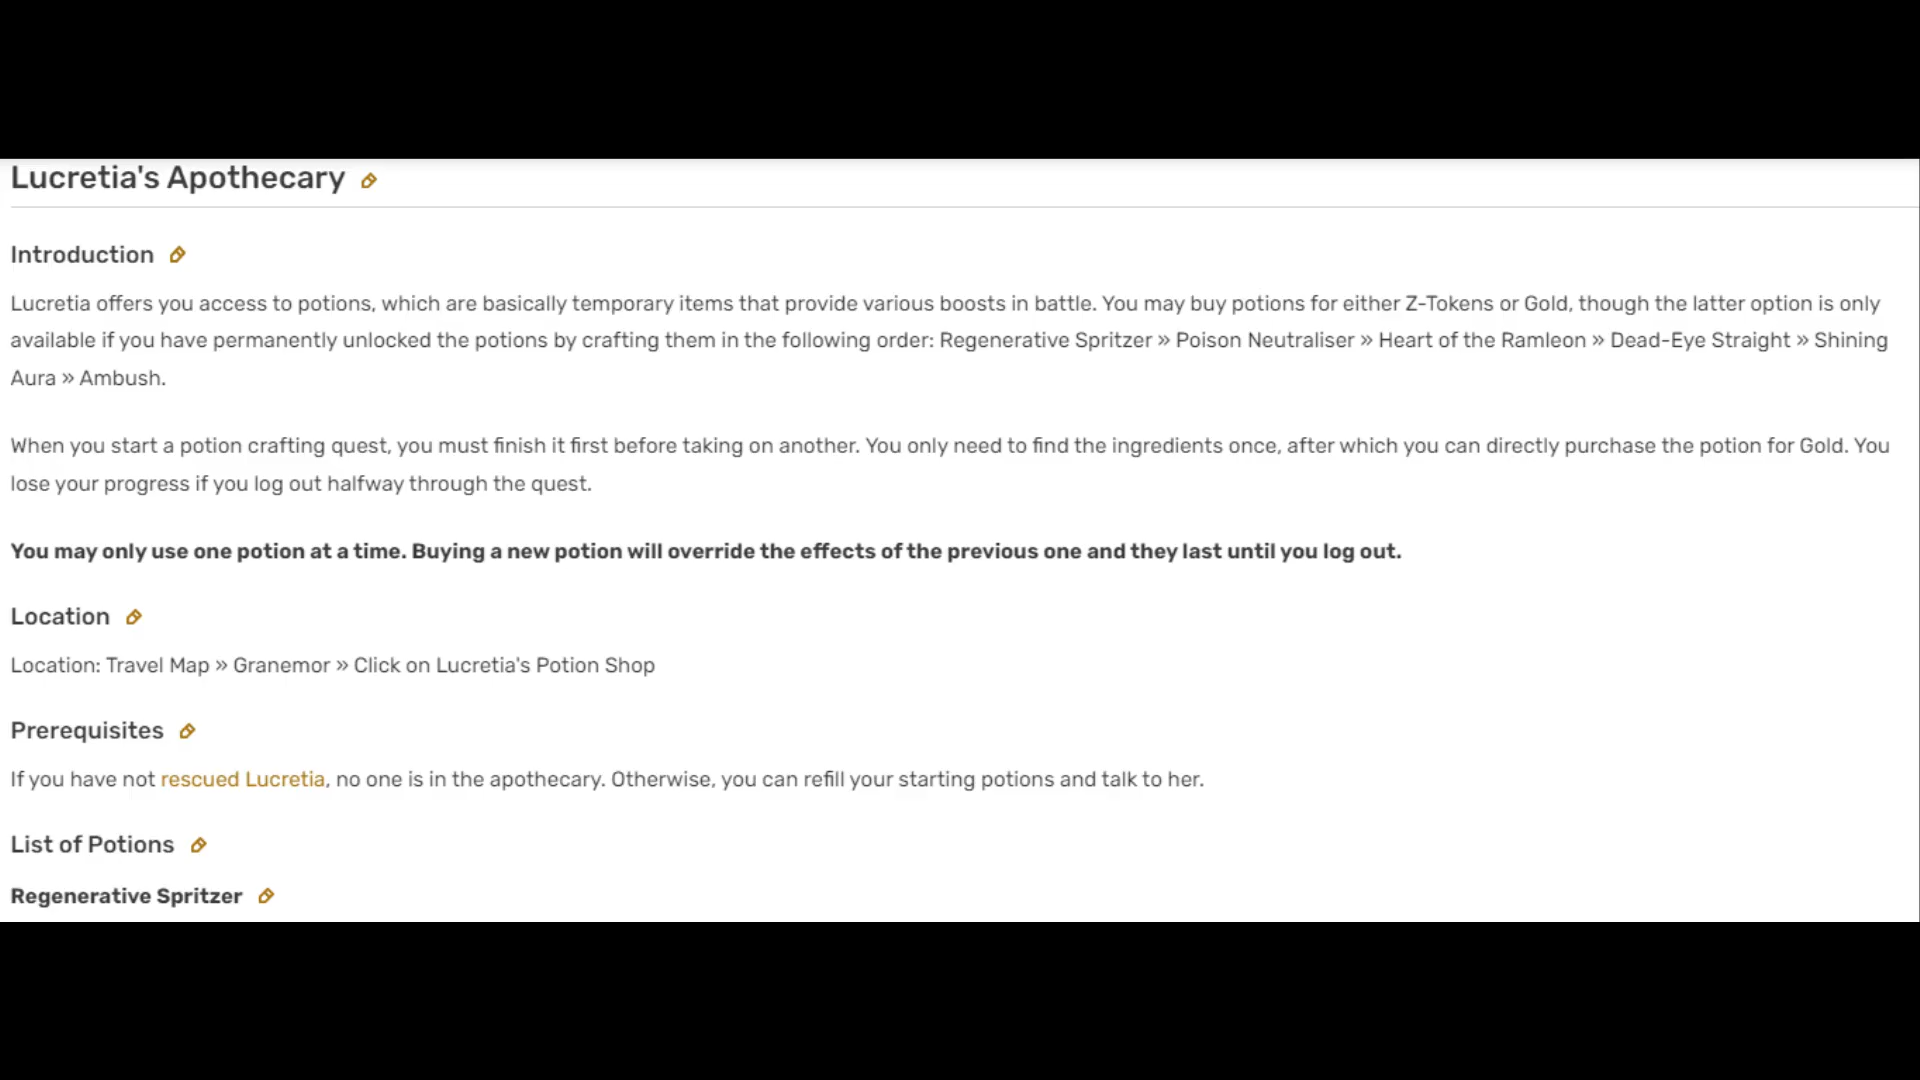 Lucretia's Apothecary
Introduction
Lucretia offers you access to potions, which are basically temporary items that provide various boosts in battle. You may buy potions for either Z-Tokens or Gold, though the latter option is only
available if you have permanently unlocked the potions by crafting them in the following order: Regenerative Spritzer » Poison Neutraliser » Heart of the Ramleon » Dead-Eye Straight » Shining
Aura » Ambush.
When you start a potion crafting quest, you must finish it first before taking on another. You only need to find the ingredients once, after which you can directly purchase the potion for Gold. You
lose your progress if you log out halfway through the quest.
You may only use one potion at a time. Buying a new potion will override the effects of the previous one and they last until you log out.
Location
Location: Travel Map » Granemor » Click on Lucretia's Potion Shop
Prerequisites
If you have not rescued Lucretia, no one is in the apothecary. Otherwise, you can refill your starting potions and talk to her.
List of Potions
Regenerative Spritzer